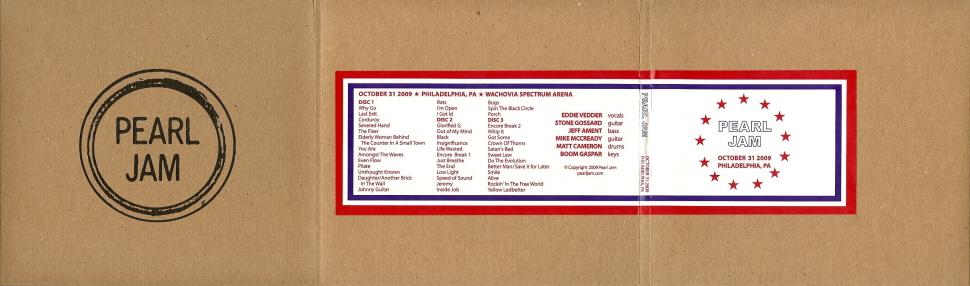 PEARL
JAM
OCTOBER 31 2009 ★ PHILADELPHIA, PA ★ WACHOVIA SPECTRUM ARENA
DISC 1
Why Go
Last Exit
Corduroy
Severed Hand
The Fixer
Elderly Woman Behind
The Counter In A Small Town
You Are
Amongst The Waves
Even Flow
Pilate
Unthought Known
Daughter/Another Brick
In The Wall
Johnny Guitar
Rats
I'm Open
I Got Id
DISC 2
Glorified G
Out of My Mind
Black
Insignificance
Life Wasted
Encore Break 1
Just Breathe
The End
Low Light
Speed of Sound
Jeremy
Inside Job
Bugs
Spin The Black Circle
Porch
DISC 3
Encore Break 2
Whip It
Got Some
Crown Of Thorns
Satan's Bed
Sweet Lew
Do The Evolution
Better Man/Save it for Later
Smile
Alive
Rockin' In The Free World
Yellow Ledbetter
EDDIE VEDDER vocals
STONE GOSSARD guitar
JEFF AMENT bass
MIKE MCCREADY guitar
MATT CAMERON drums
BOOM GASPAR keys
© Copyright 2009 Pearl Jam
pearljam.com
PEARL JAM
OCTOBER 31 2009
PHILADELPHIA, PA
PEARL
JAM
OCTOBER 31 2009
PHILADELPHIA, PA